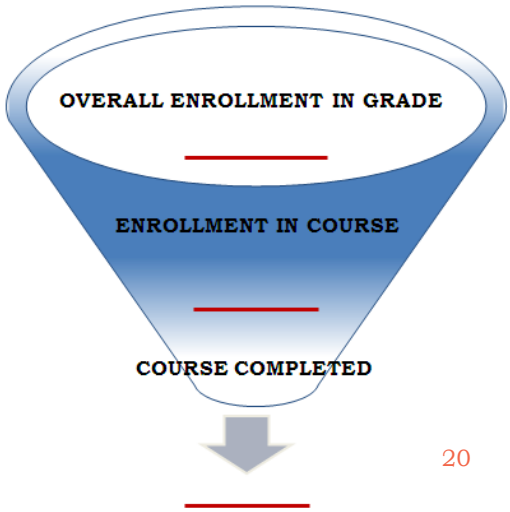 OVERALL ENROLLMENT IN GRADE
ENROLLMENT IN COURSE
COURSE COMPLETED
20